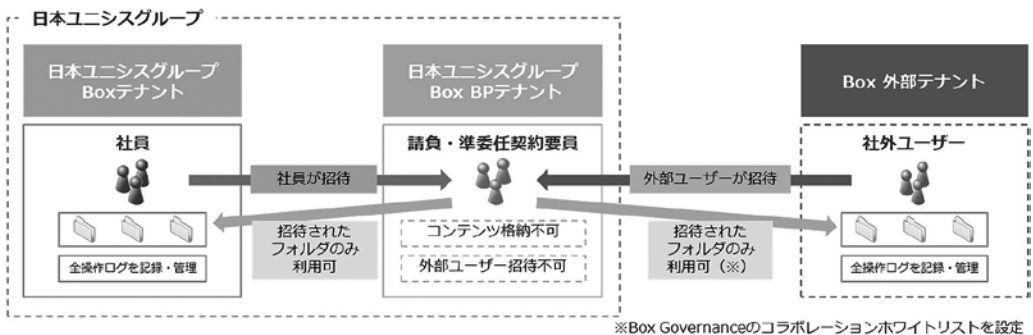 日本ユニシスグループ
日本ユニシスグループ
Boxテナント
日本ユニシスグループ
Box BPテナント
Box 外部テナント
社員
請負・準委任契約要員
社外ユーザー
社員が招待
外部ユーザーが招待
招待された
フォルダのみ
利用可
コンテンツ格納不可
外部ユーザー招待不可
招待された
フォルダのみ
利用可（※）
全操作ログを記録・管理
全操作ログを記録・管理
※Box Governanceのコラボレーションホワイトリストを設定